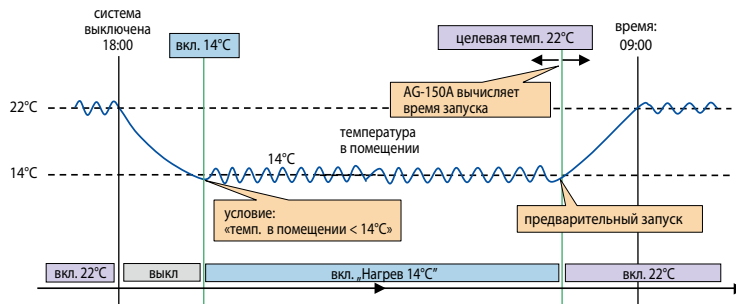 система
выключена
18:00
вкл. 14°C
целевая темп. 22°C
время:
09:00
AG-150A вычисляет
время запуска
22°C
температура
в помещении
14°C
14°C
условие:
«темп. в помещении < 14°C»
предварительный запуск
вкл. 22°C
выкл
вкл. „Нагрев 14°C”
вкл. 22°C